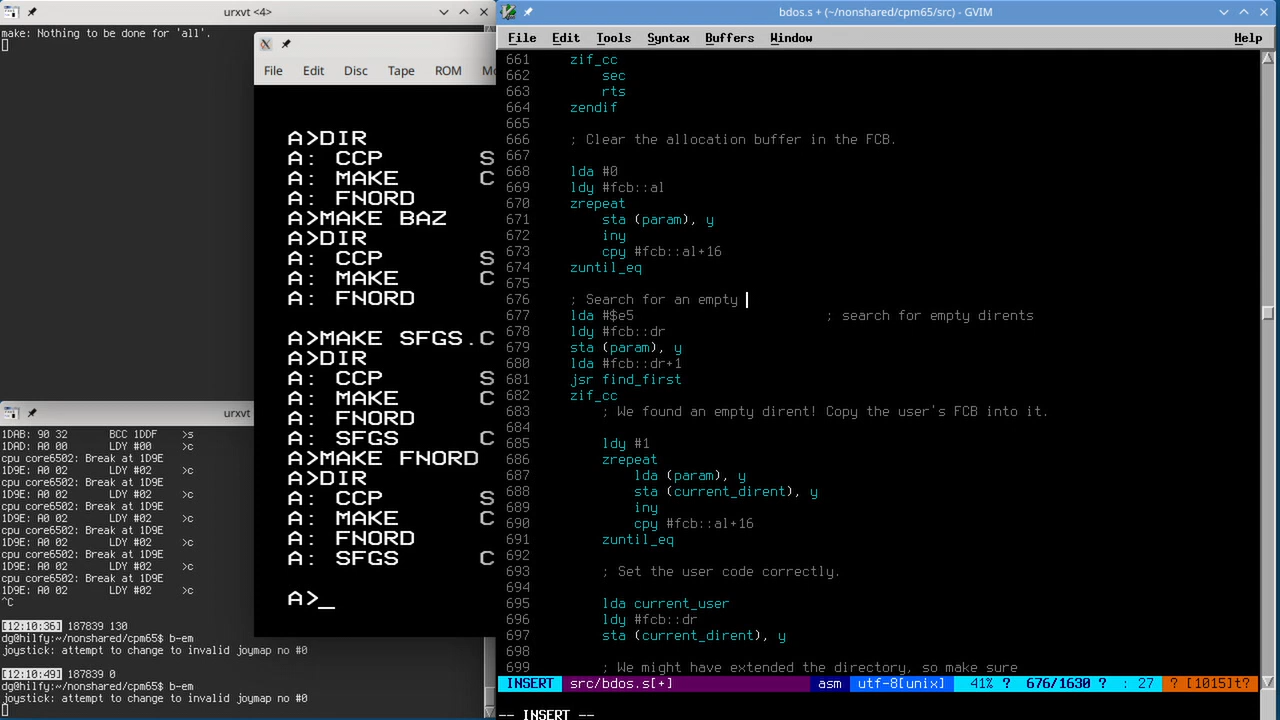 urxvt <4>
make: Nothing to be done for 'all'.
File Edit Disc Tape ROM
A>DIR
A: CCP S
A: MAKE C
A: FNORD
A>MAKE BAZ
A>DIR
A: CCP S
A: MAKE C
A: FNORD
A>MAKE SFGS.C
A>DIR
A: CCP S
A: MAKE C
A: FNORD
A: SFGS C
A>MAKE FNORD
A>DIR
A: CCP S
A: MAKE C
A: FNORD
A: SFGS C
A>_
urxvt
1DAB: 90 32 BCC 1DDF >s
1DAD: A0 00 LDY #00 >c
cpu core6502: Break at 1D9E
1D9E: A0 02 LDY #02 >c
cpu core6502: Break at 1D9E
1D9E: A0 02 LDY #02 >c
cpu core6502: Break at 1D9E
1D9E: A0 02 LDY #02 >c
cpu core6502: Break at 1D9E
1D9E: A0 02 LDY #02 >c
cpu core6502: Break at 1D9E
1D9E: A0 02 LDY #02 >c
cpu core6502: Break at 1D9E
1D9E: A0 02 LDY #02 >c
^C
[12:10:36] 187839 130
dg@hilfy:~/nonshared/cpm65$ b-em
joystick: attempt to change to invalid joymap no #0
[12:10:49] 187839 0
dg@hilfy:~/nonshared/cpm65$ b-em
joystick: attempt to change to invalid joymap no #0
bdos.s + (~/nonshared/cpm65/src) - GVIM
File Edit Tools Syntax Buffers Window Help
661 zif_cc
662 sec
663 rts
664 zendif
665
666 ; Clear the allocation buffer in the FCB.
667
668 lda #0
669 ldy #fcb::al
670 zrepeat
671 sta (param), y
672 iny
673 cpy #fcb::al+16
674 zuntil_eq
675
676 ; Search for an empty
677 lda #$e5 ; search for empty dirents
678 ldy #fcb::dr
679 sta (param), y
680 lda #fcb::dr+1
681 jsr find_first
682 zif_cc
683 ; We found an empty dirent! Copy the user's FCB into it.
684
685 ldy #1
686 zrepeat
687 lda (param), y
688 sta (current_dirent), y
689 iny
690 cpy #fcb::al+16
691 zuntil_eq
692
693 ; Set the user code correctly.
694
695 lda current_user
696 ldy #fcb::dr
697 sta (current_dirent), y
698
699 ; We might have extended the directory, so make sure
INSERT src/bdos.s[+] asm utf-8[unix] 41% ? 676/1630 ? : 27 ? [1015]t?
-- INSERT --